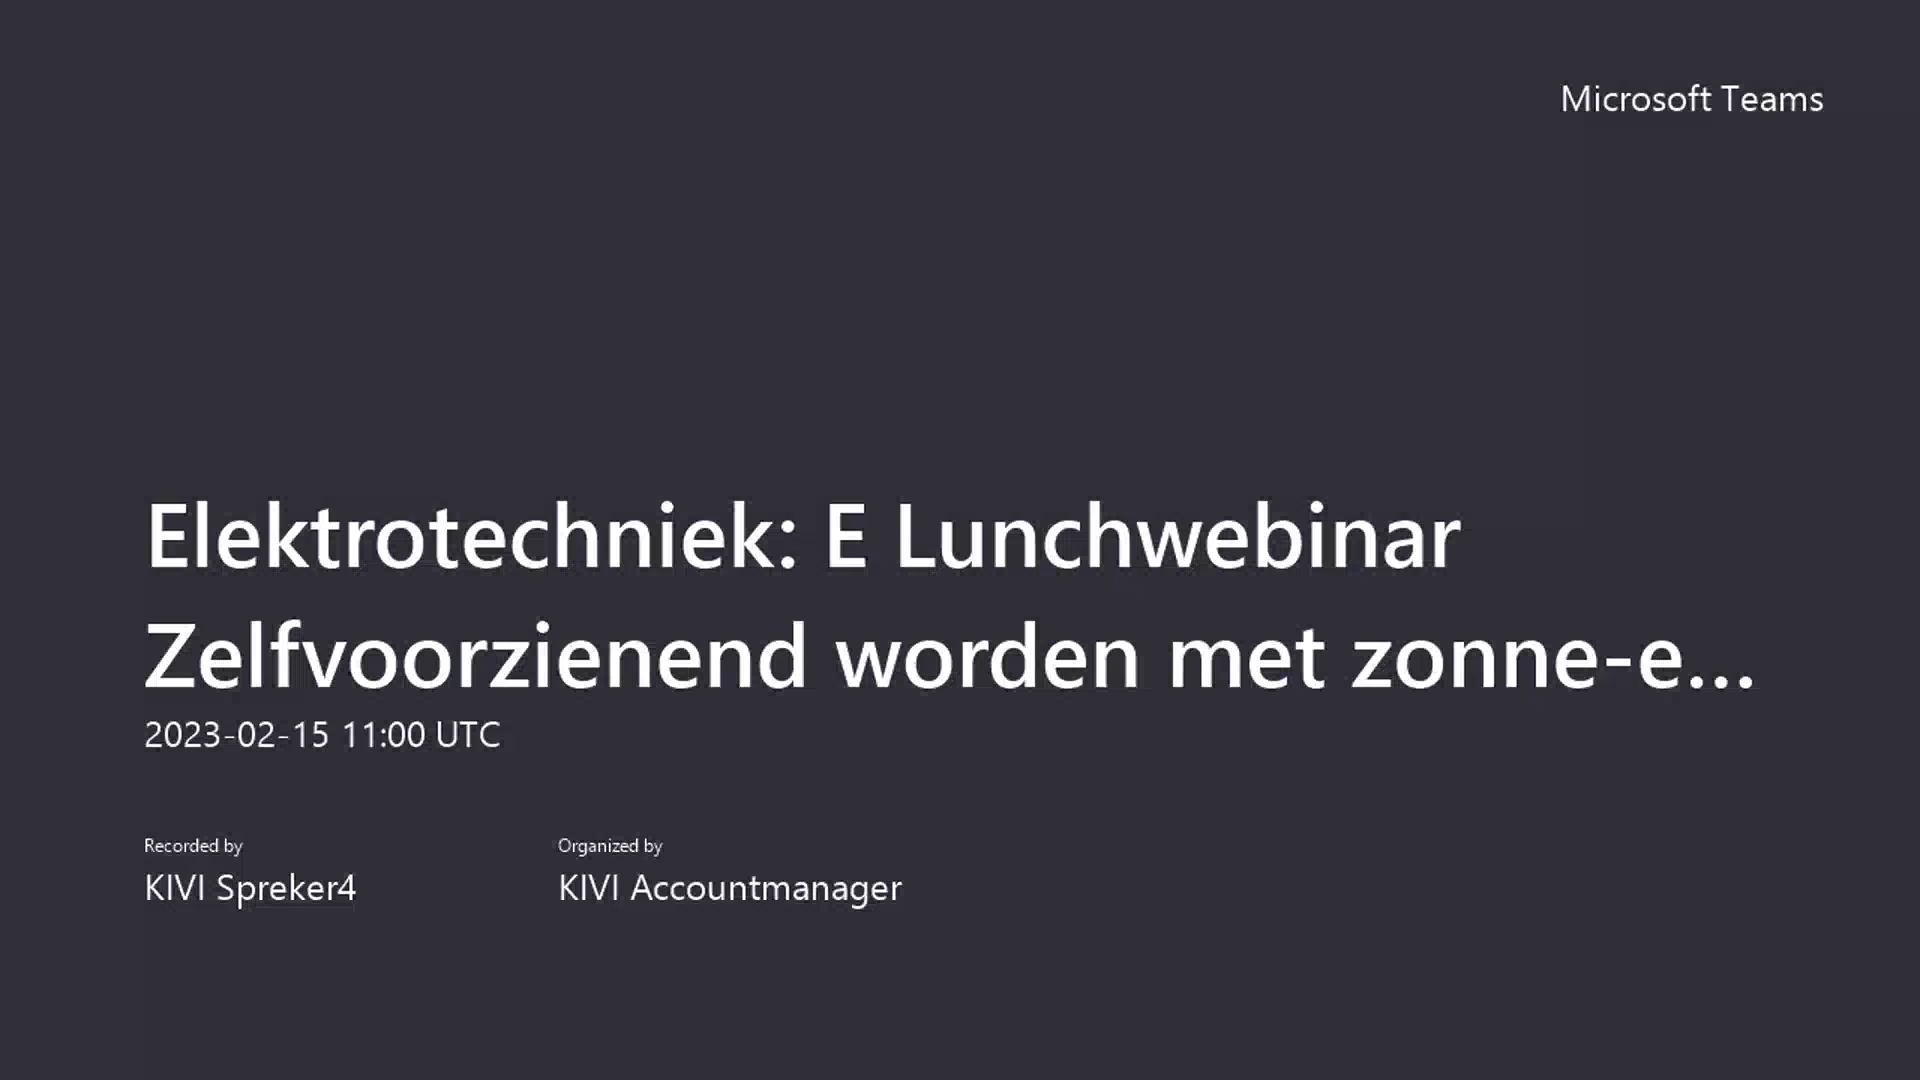 Microsoft Teams
Elektrotechniek: E Lunchwebinar
Zelfvoorzienend worden met zonne-e...
2023-02-15 11:00 UTC
Recorded by
KIVI Spreker4
Organized by
KIVI Accountmanager